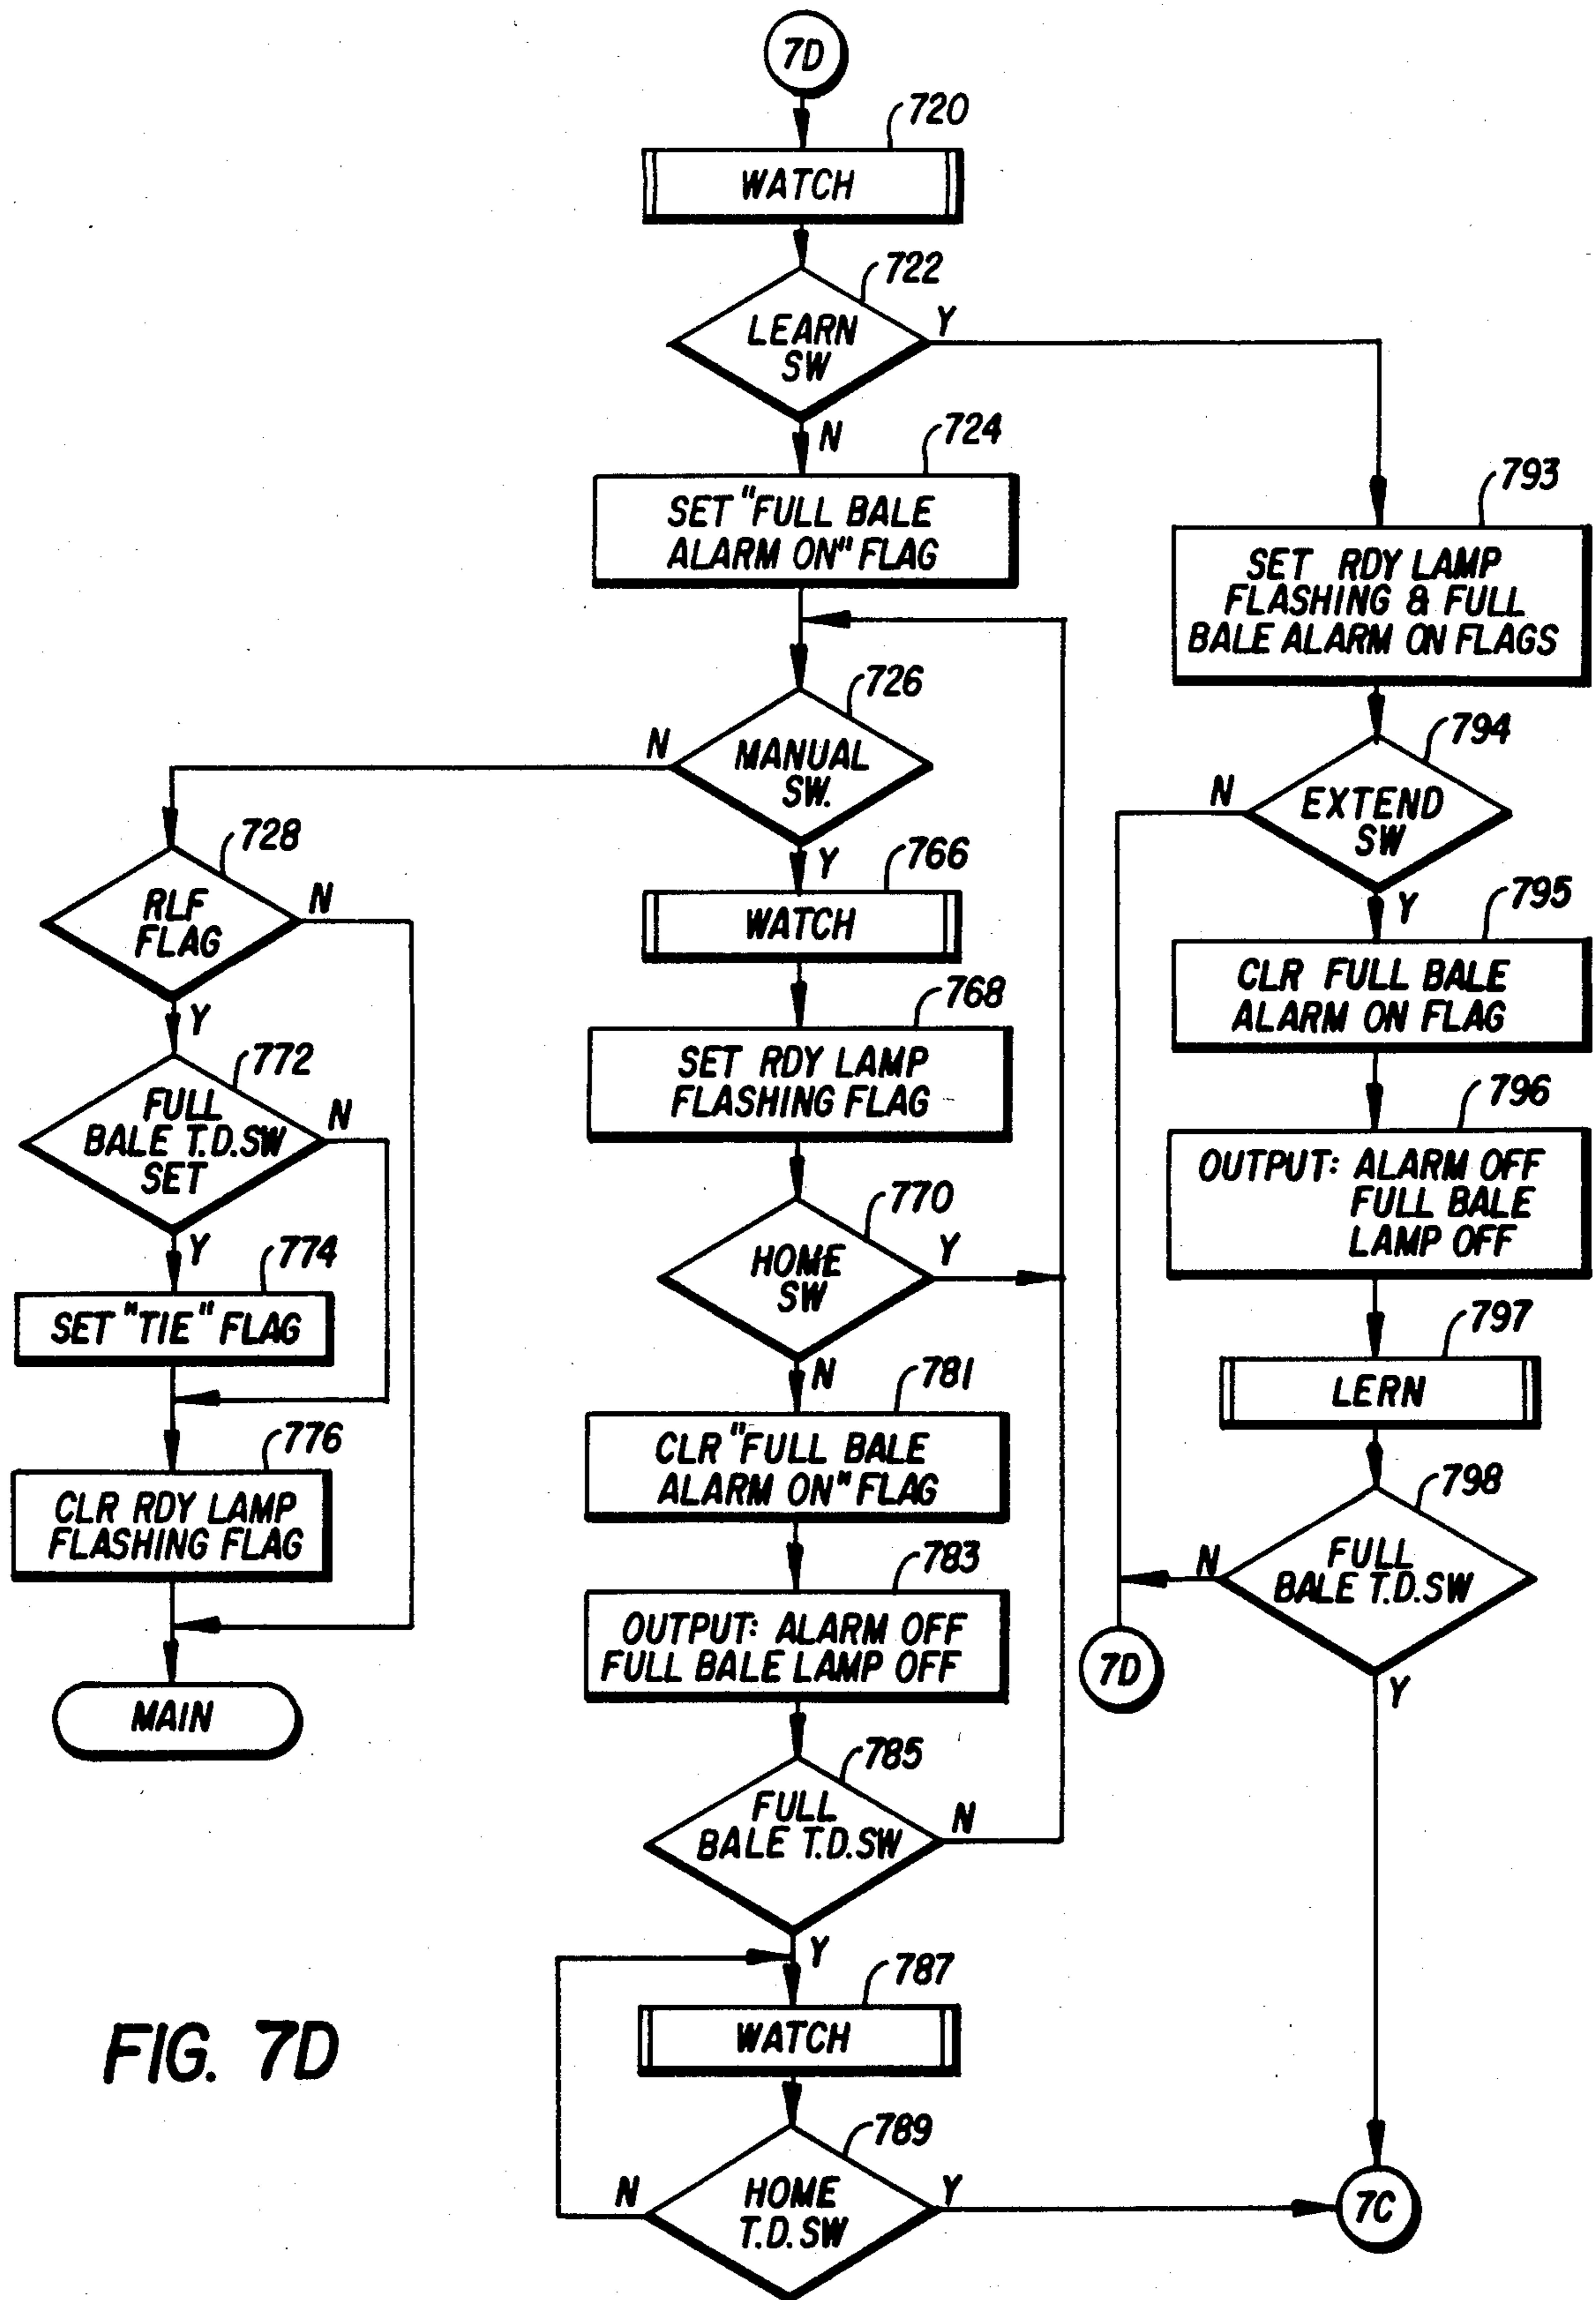 7D
720
WATCH
722
LEARN
SW
Y
N
724
SET "FULL BALE
ALARM ON" FLAG
793
SET RDY LAMP
FLASHING & FULL
BALE ALARM ON FLAGS
726
MANUAL
SW.
N
Y
794
EXTEND
SW
N
Y
728
RLF
FLAG
N
Y
766
WATCH
795
CLR FULL BALE
ALARM ON FLAG
768
SET RDY LAMP
FLASHING FLAG
772
FULL
BALE T.D.SW
SET
N
Y
796
OUTPUT: ALARM OFF
FULL BALE
LAMP OFF
770
HOME
SW
Y
N
774
SET "TIE" FLAG
797
LERN
781
CLR "FULL BALE
ALARM ON" FLAG
776
CLR RDY LAMP
FLASHING FLAG
798
FULL
BALE T.D.SW
N
Y
783
OUTPUT: ALARM OFF
FULL BALE LAMP OFF
7D
MAIN
785
FULL
BALE T.D.SW
N
Y
787
WATCH
FIG. 7D
789
HOME
T.D.SW
N
Y
7C